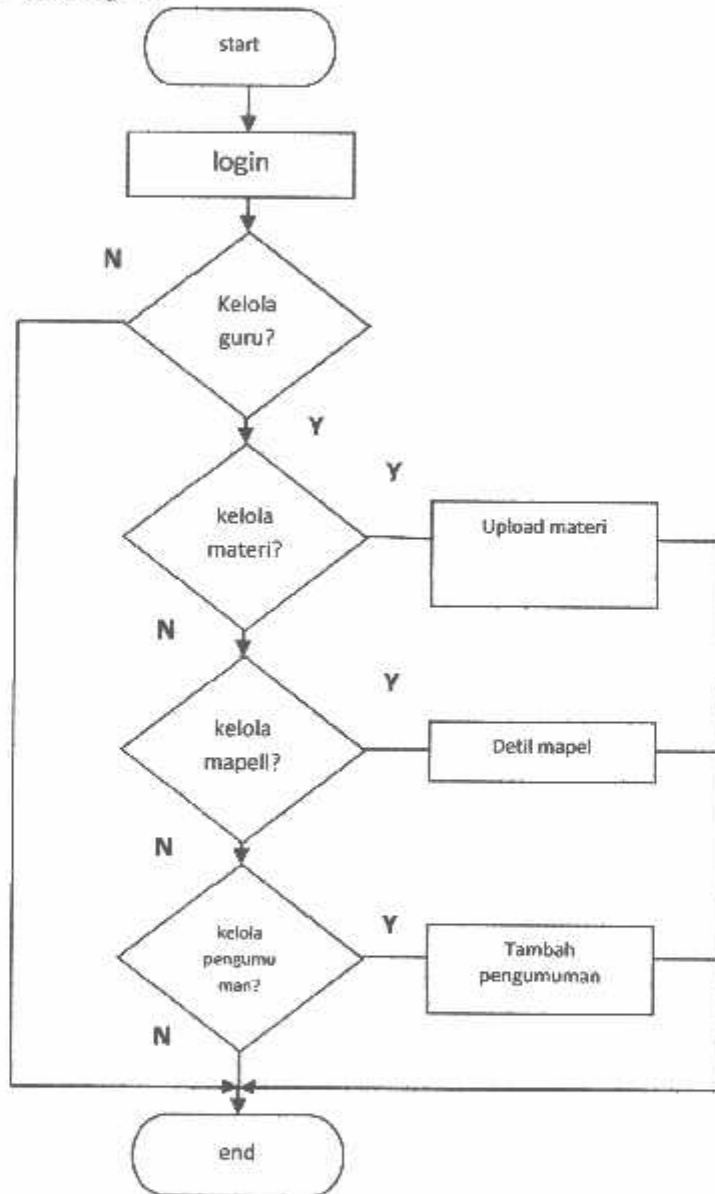 start
login
N
Kelola
guru?
Y
Y
kelola
materi?
Upload materi
N
Y
kelola
mapell?
Detil mapel
N
Y
kelola
pengumu
man?
Tambah
pengumuman
N
end